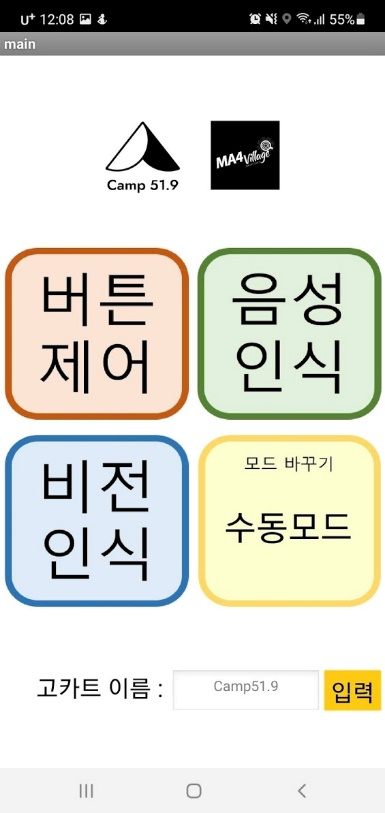 U+ 12:08 55%
main
Camp 51.9
MA4 Village
버튼
제어
음성
인식
비전
인식
모드 바꾸기
수동모드
고카트 이름 : Camp51.9 입력